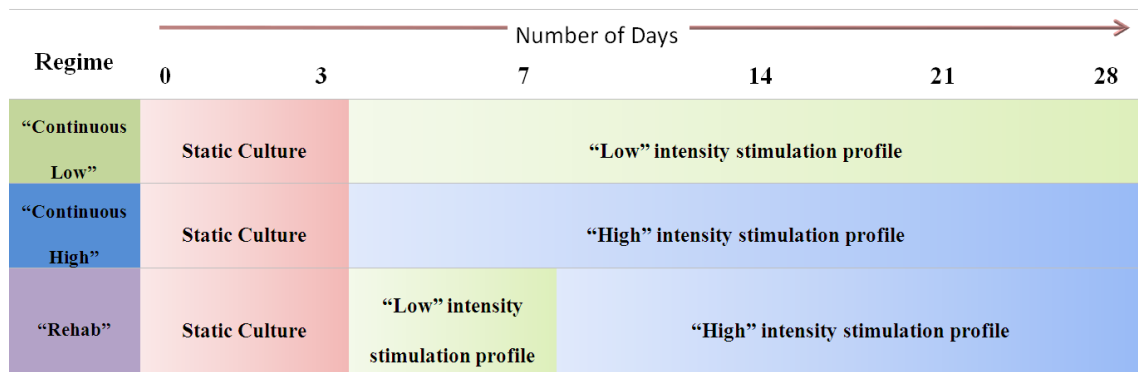 Number of Days
Regime
0 3 7 14 21 28
“Continuous
Low”
Static Culture
“Low” intensity stimulation profile
“Continuous
High”
Static Culture
“High” intensity stimulation profile
“Rehab”
Static Culture
“Low” intensity
stimulation profile
“High” intensity stimulation profile